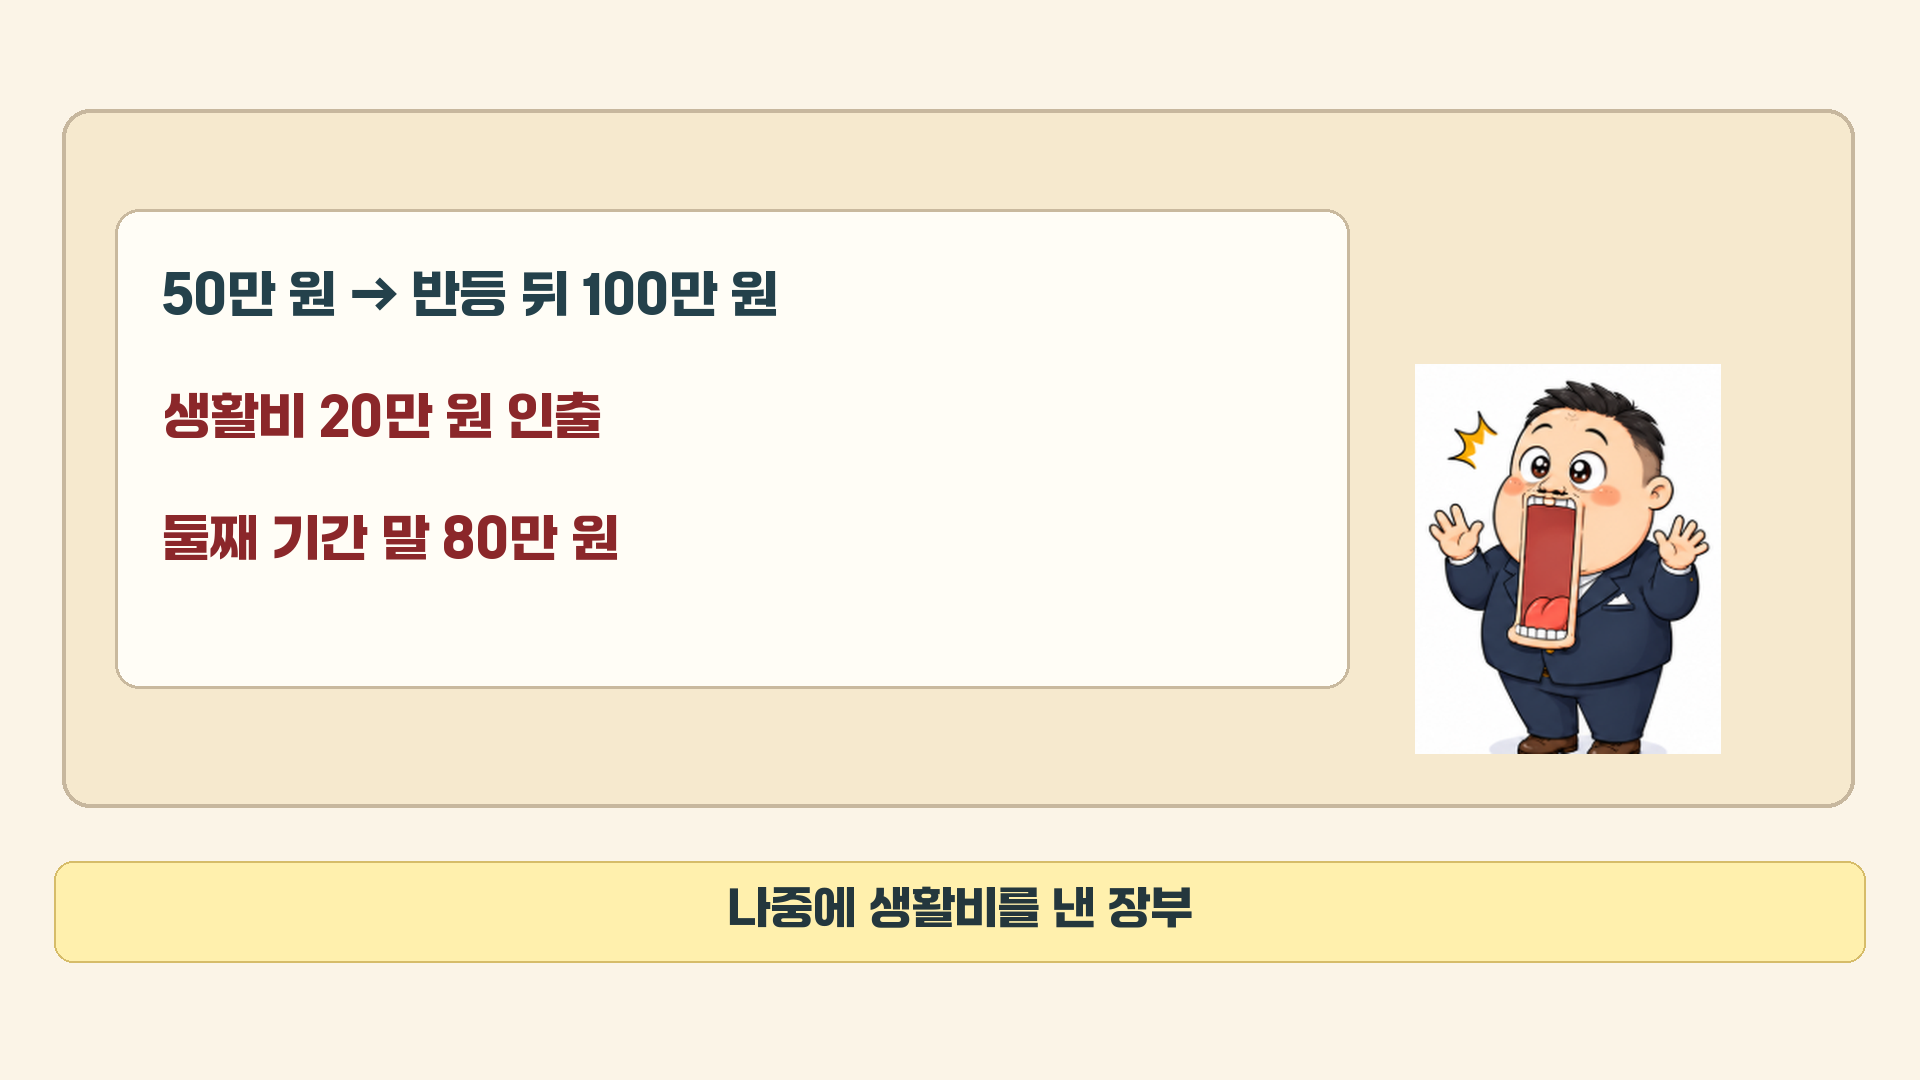 50만 원 → 반등 뒤 100만 원
생활비 20만 원 인출
둘째 기간 말 80만 원
나중에 생활비를 낸 장부